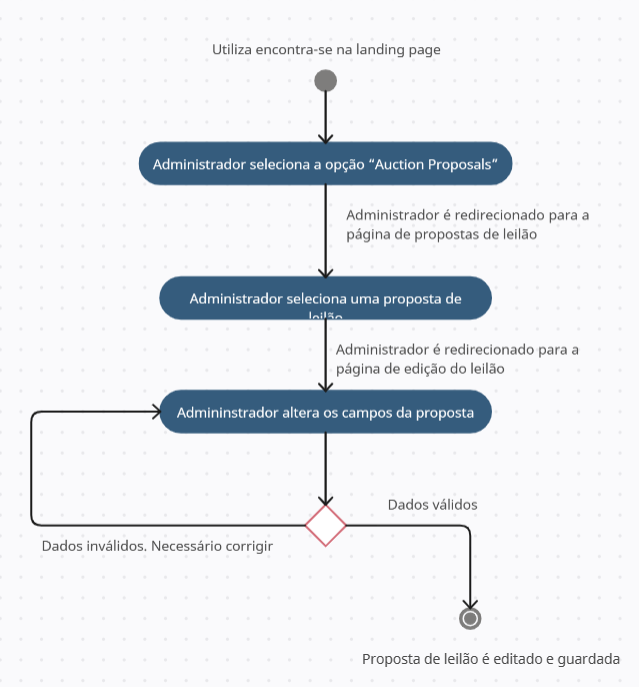 Utiliza encontra-se na landing page
Administrador seleciona a opção “Auction Proposals”
Administrador é redirecionado para a
página de propostas de leilão
Administrador seleciona uma proposta de
leilão
Administrador é redirecionado para a
página de edição do leilão
Admininstrador altera os campos da proposta
Dados válidos
Dados inválidos. Necessário corrigir
Proposta de leilão é editado e guardada